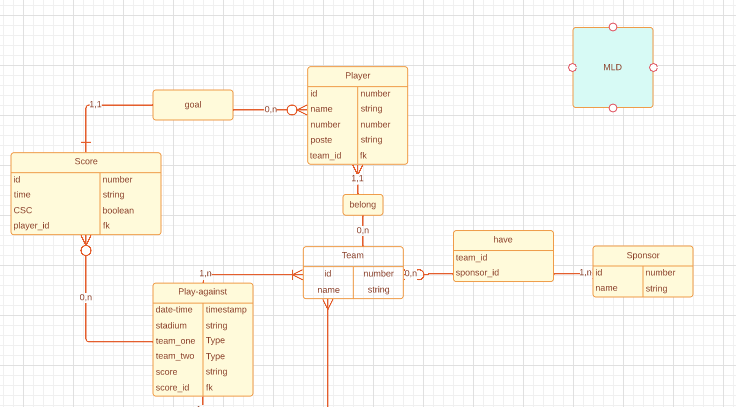 MLD
Player
id number
name string
number number
poste string
team_id fk
goal
1,1
0,n
Score
id number
time string
CSC boolean
player_id fk
1,1
belong
0,n
have
team_id
sponsor_id
Team
id number
name string
0,n
1,n
Sponsor
id number
name string
1,n
Play-against
date-time timestamp
stadium string
team_one Type
team_two Type
score string
score_id fk
0,n